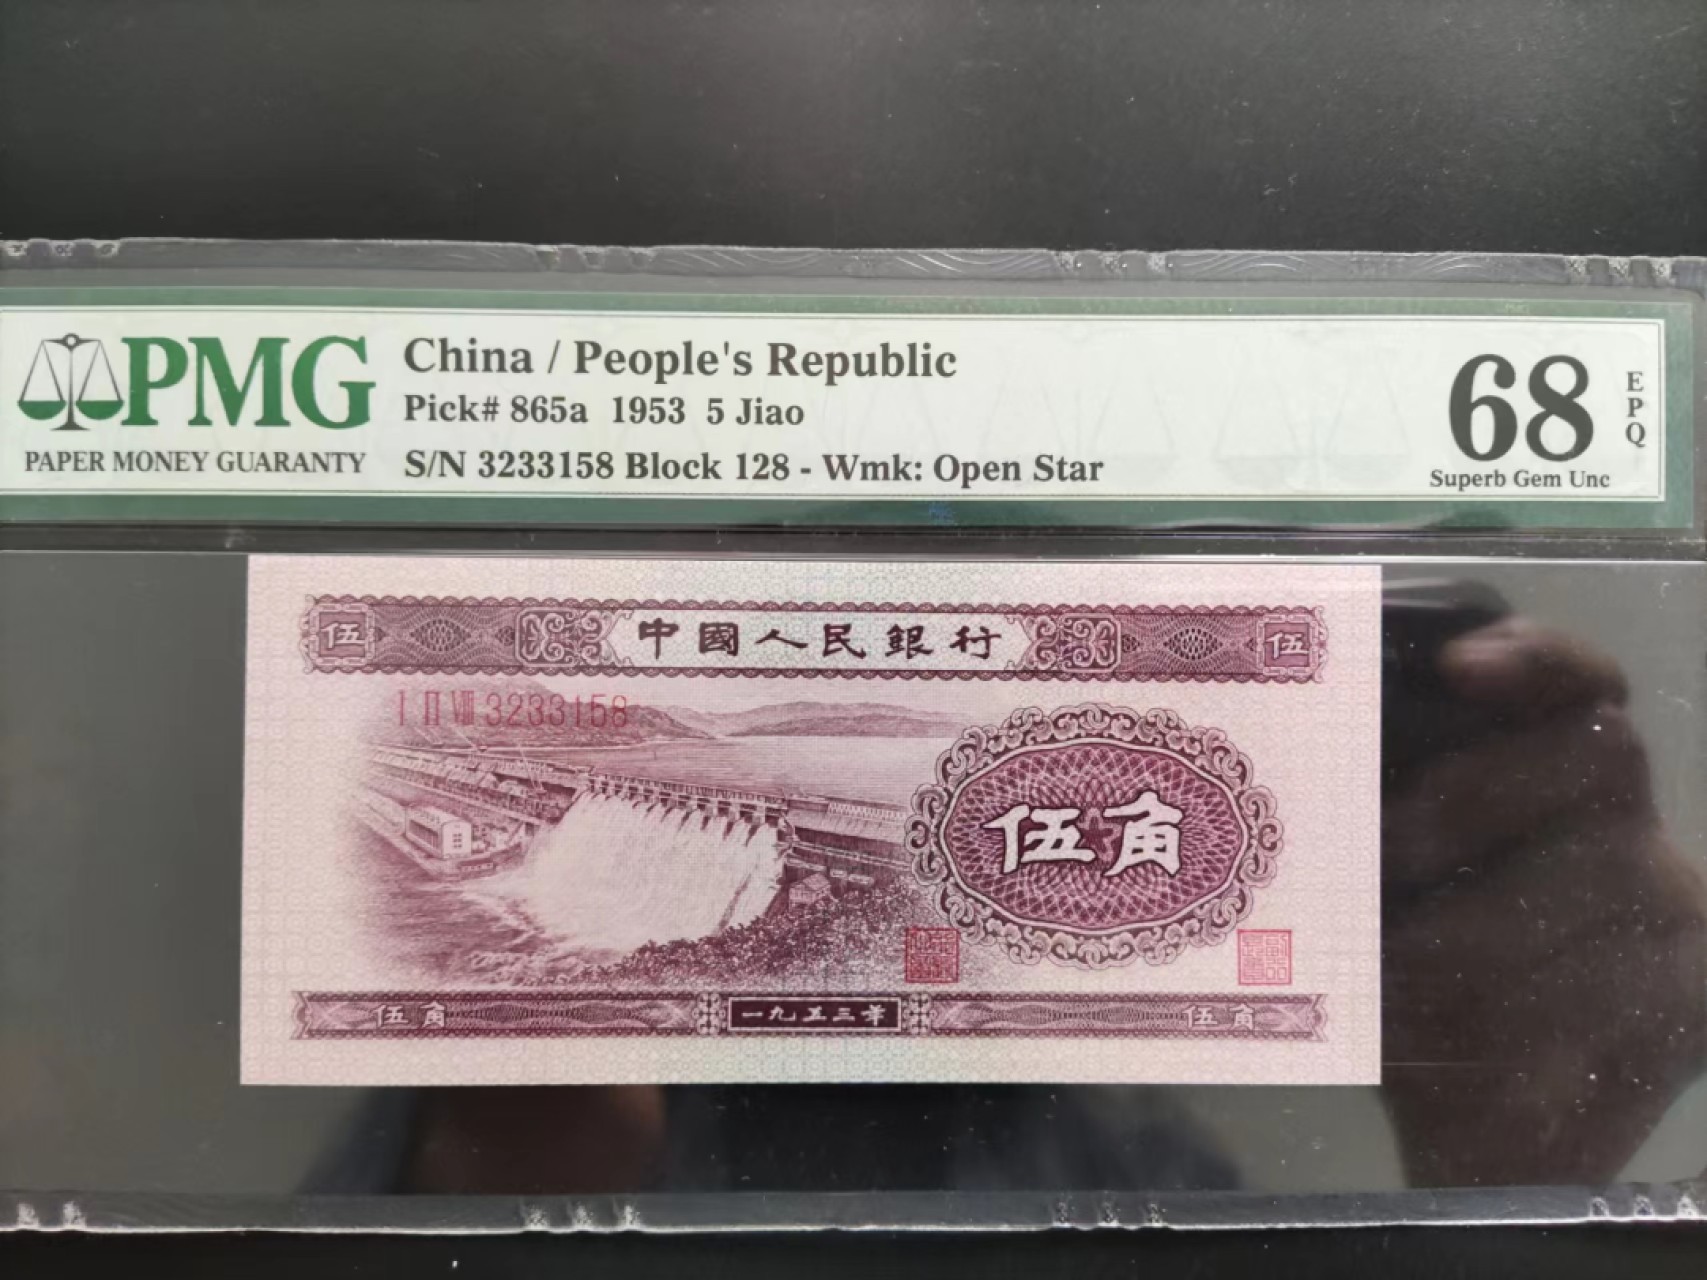 PMG
PAPER MONEY GUARANTY
China / People's Republic
Pick# 865a 1953 5 Jiao
S/N 3233158 Block 128 - Wmk: Open Star
68
EPQ
Superb Gem Unc
伍 中國人民銀行 伍
I II VIII 3233158
伍角
伍角 一九五三年 伍角